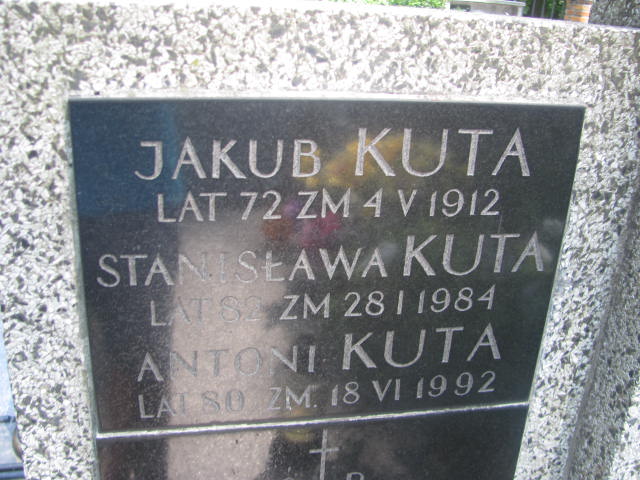 JAKUB KUTA
LAT 72 ZM 4 V 1912
STANISŁAWA KUTA
LAT 82 ZM 28 I 1984
ANTONI KUTA
LAT 80 ZM. 18 VI 1992